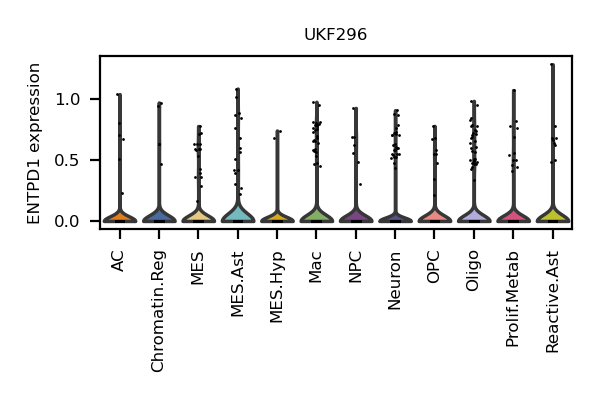 UKF296
ENTPD1 expression
1.0
0.5
0.0
AC
Chromatin.Reg
MES
MES.Ast
MES.Hyp
Mac
NPC
Neuron
OPC
Oligo
Prolif.Metab
Reactive.Ast